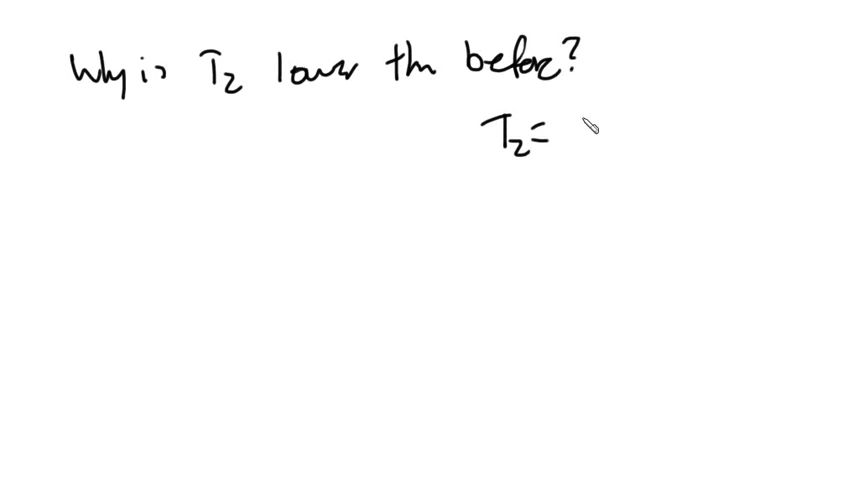 Why is T₂ lower than before?
T₂ =